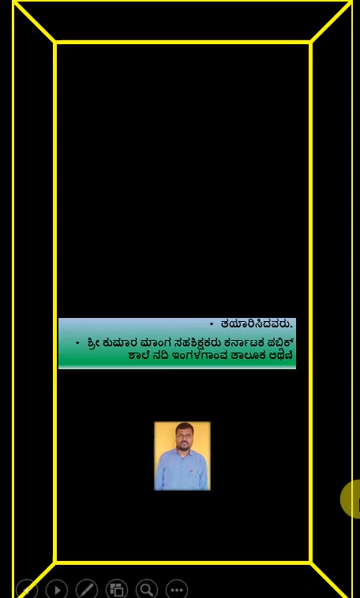 • ತಯಾರಿಸಿದವರು.
• ಶ್ರೀ ಕುಮಾರ ಮಾಂಗ ಸಹಶಿಕ್ಷಕರು ಕರ್ನಾಟಕ ಪಬ್ಲಿಕ್
ಶಾಲೆ ನದಿ ಇಂಗಳಗಾಂವ ತಾಲೂಕ ಅಥಣಿ